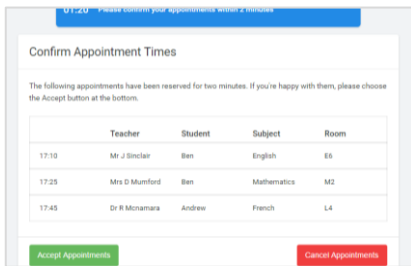 01:20 Please confirm your appointments within 2 minutes
Confirm Appointment Times
The following appointments have been reserved for two minutes. If you're happy with them, please choose
the Accept button at the bottom.
Teacher Student Subject Room
17:10 Mr J Sinclair Ben English E6
17:25 Mrs D Mumford Ben Mathematics M2
17:45 Dr R Mcnamara Andrew French L4
Accept Appointments Cancel Appointments